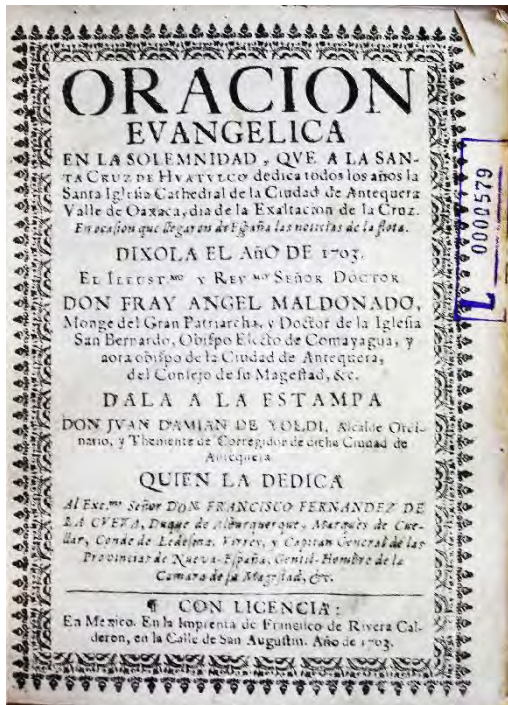 ORACION
EVANGELICA
EN LA SOLEMNIDAD, QVE A LA SAN-
TA CRUZ DE HVATVLCO dedica todos los años la
Santa Iglesia Cathedral de la Ciudad de Antequera
Valle de Oaxaca, dia de la Exaltacion de la Cruz.
En ocasion que llegaron de España las noticias de la flota.
DIXOLA EL AñO DE 1703.
EL ILLUST.mo Y REV.mo SEÑOR DOCTOR
DON FRAY ANGEL MALDONADO,
Monge del Gran Patriarcha, y Doctor de la Iglesia
San Bernardo, Obispo Electo de Comayagua, y
aora obispo de la Ciudad de Antequera,
del Consejo de su Magestad, &c.
DALA A LA ESTAMPA
DON JVAN DAMIAN DE YOLDI, Alcalde Ordi-
nario, y Theniente de Corregidor de dicha Ciudad de
Antequera
QUIEN LA DEDICA
Al Exc.mo Señor DON FRANCISCO FERNANDEZ DE
LA CVEVA, Duque de Alburquerque, Marquès de Cue-
llar, Conde de Ledesma, Virrey, y Capitan General de las
Provincias de Nueva-España, Gentil-Hombre de la
Camara de su Magestad, &c.
¶ CON LICENCIA:
En Mexico. En la Imprenta de Francisco de Rivera Cal-
deron, en la Calle de San Augustin. Año de 1703.
L 0000579